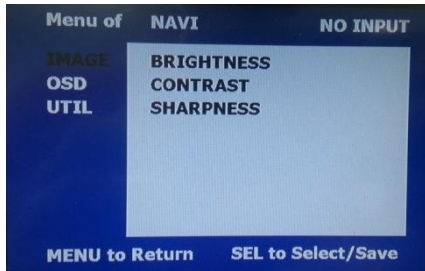 Menu of NAVI NO INPUT
IMAGE BRIGHTNESS
OSD CONTRAST
UTIL SHARPNESS
MENU to Return SEL to Select/Save